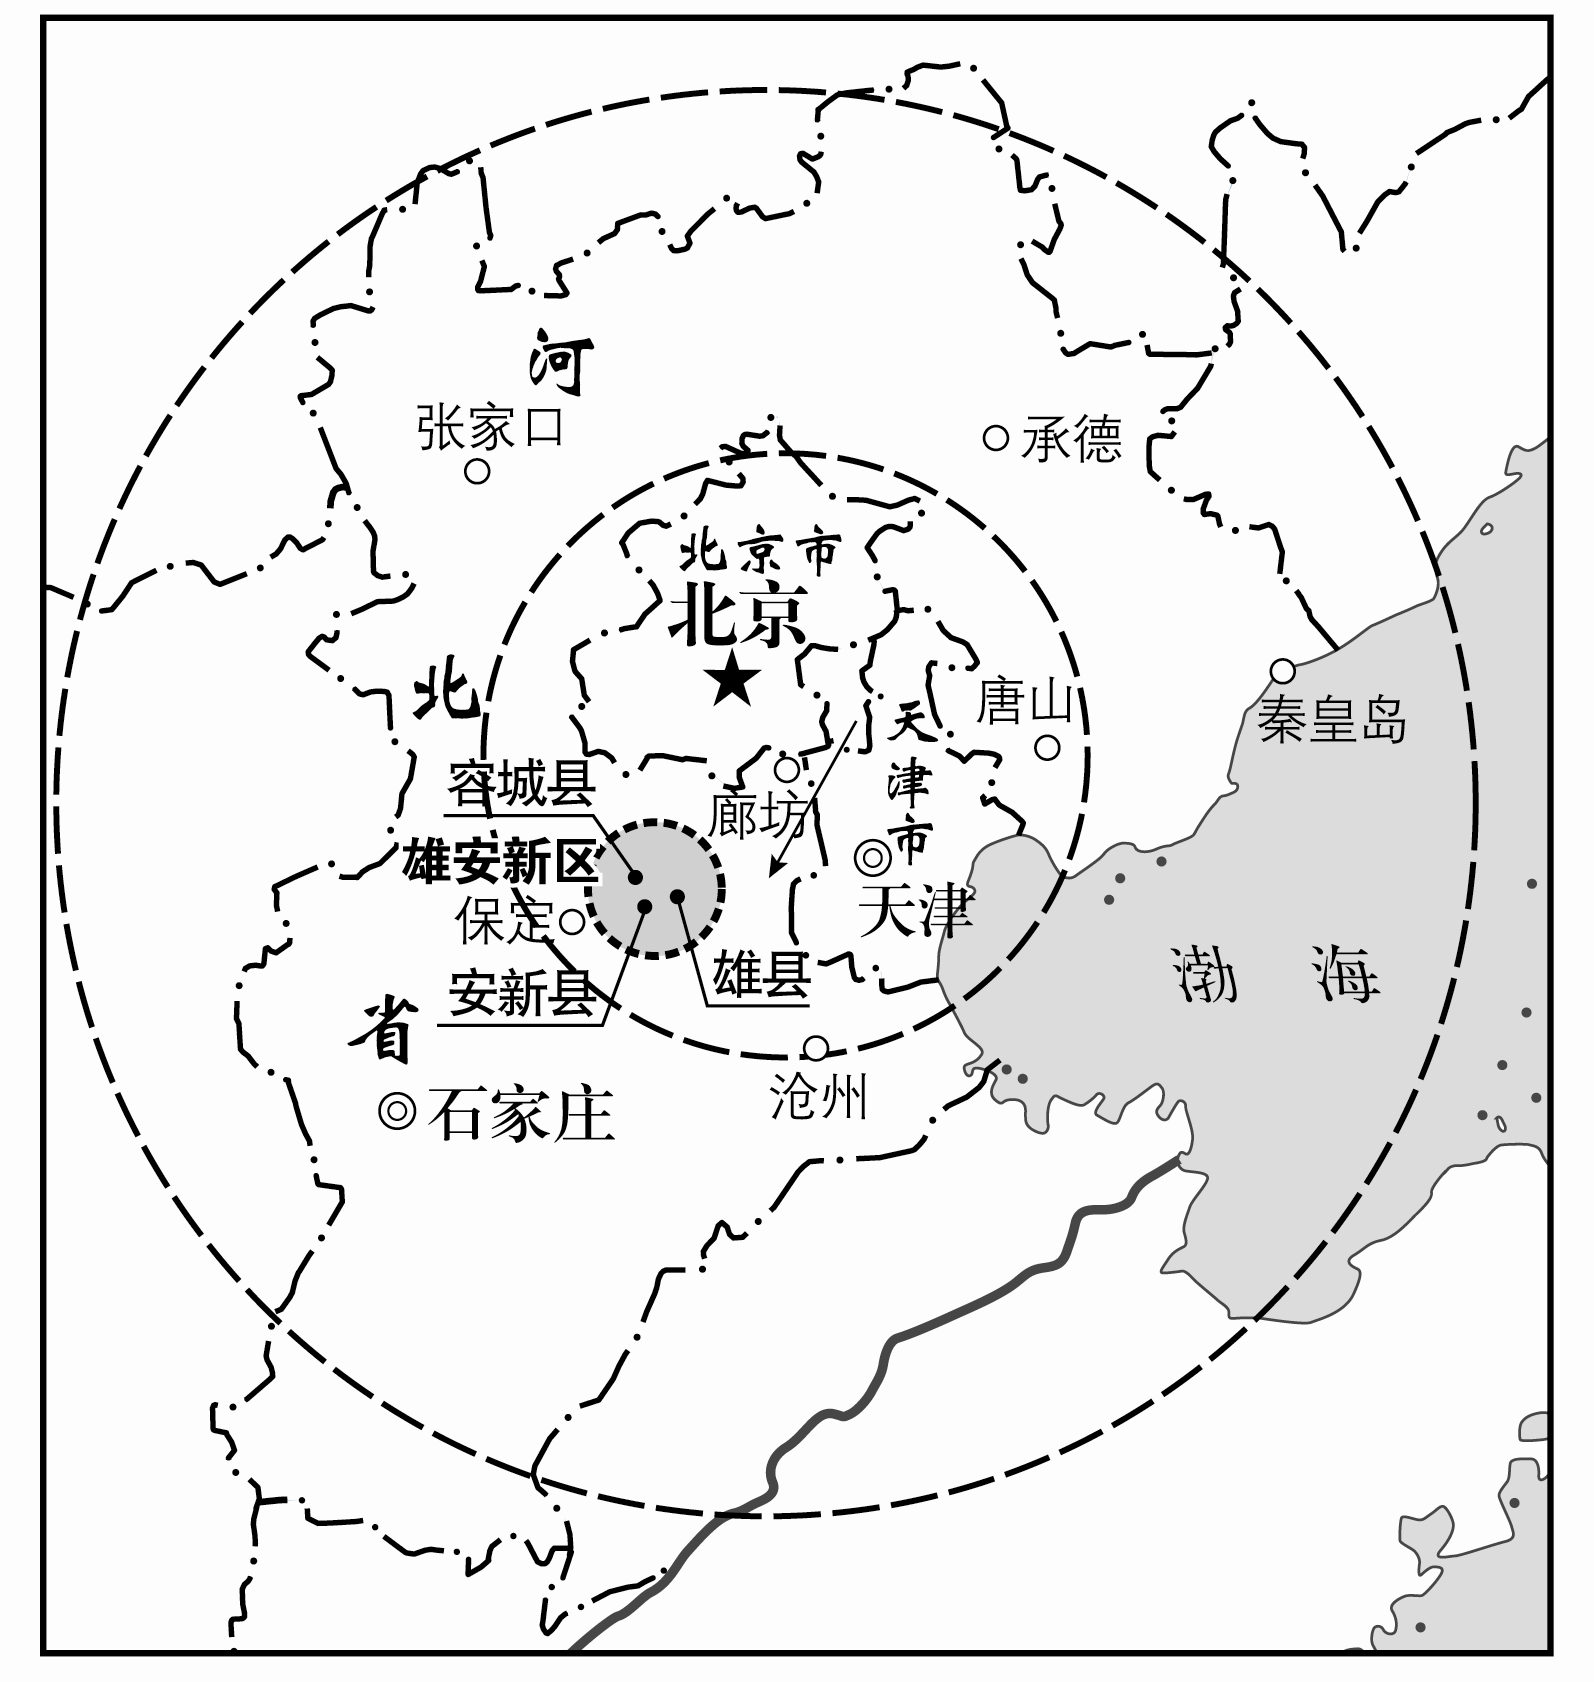 河
张家口
承德
北京市
北京
北
唐山
天
津
市
秦皇岛
容城县
廊坊
雄安新区
保定
天津
安新县
雄县
渤海
省
沧州
石家庄